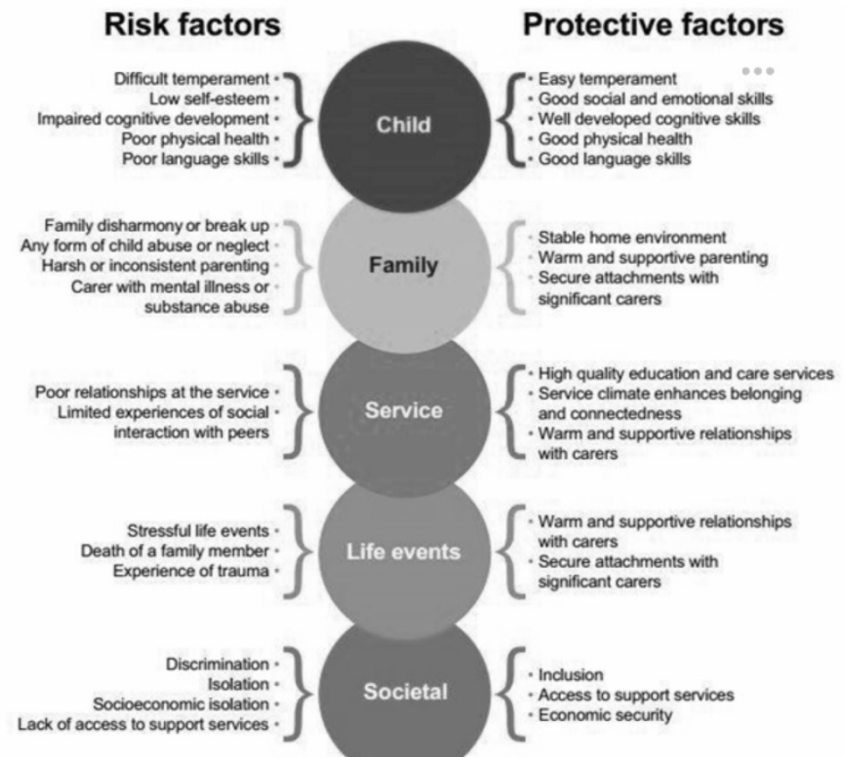 Risk factors
Protective factors
Difficult temperament •
Low self-esteem •
Impaired cognitive development •
Poor physical health •
Poor language skills •
Child
• Easy temperament
• Good social and emotional skills
• Well developed cognitive skills
• Good physical health
• Good language skills
Family disharmony or break up •
Any form of child abuse or neglect •
Harsh or inconsistent parenting •
Carer with mental illness or •
substance abuse
Family
• Stable home environment
• Warm and supportive parenting
• Secure attachments with
significant carers
Poor relationships at the service •
Limited experiences of social •
interaction with peers
Service
• High quality education and care services
• Service climate enhances belonging
and connectedness
• Warm and supportive relationships
with carers
Stressful life events •
Death of a family member •
Experience of trauma •
Life events
• Warm and supportive relationships
with carers
• Secure attachments with
significant carers
Discrimination •
Isolation •
Socioeconomic isolation •
Lack of access to support services •
Societal
• Inclusion
• Access to support services
• Economic security